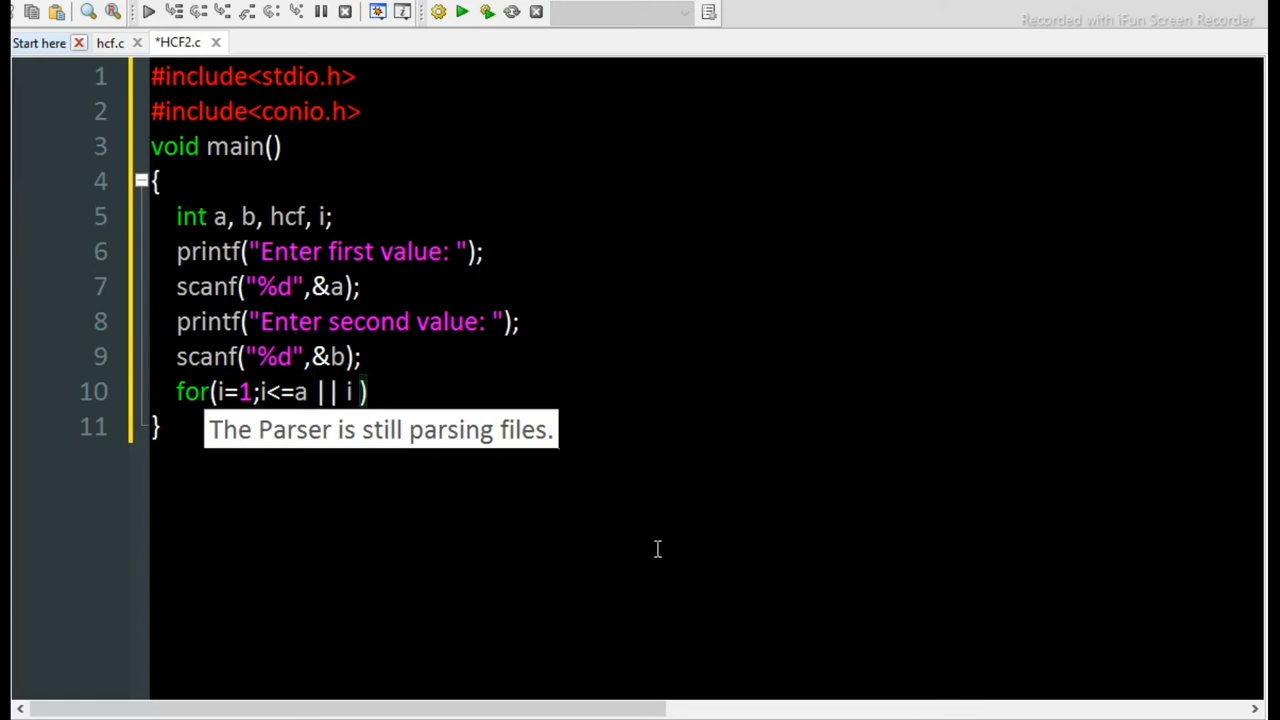 Recorded with iFun Screen Recorder
Start here hcf.c *HCF2.c
1 #include<stdio.h>
2 #include<conio.h>
3 void main()
4 {
5 int a, b, hcf, i;
6 printf("Enter first value: ");
7 scanf("%d",&a);
8 printf("Enter second value: ");
9 scanf("%d",&b);
10 for(i=1;i<=a || i )
11 }
The Parser is still parsing files.